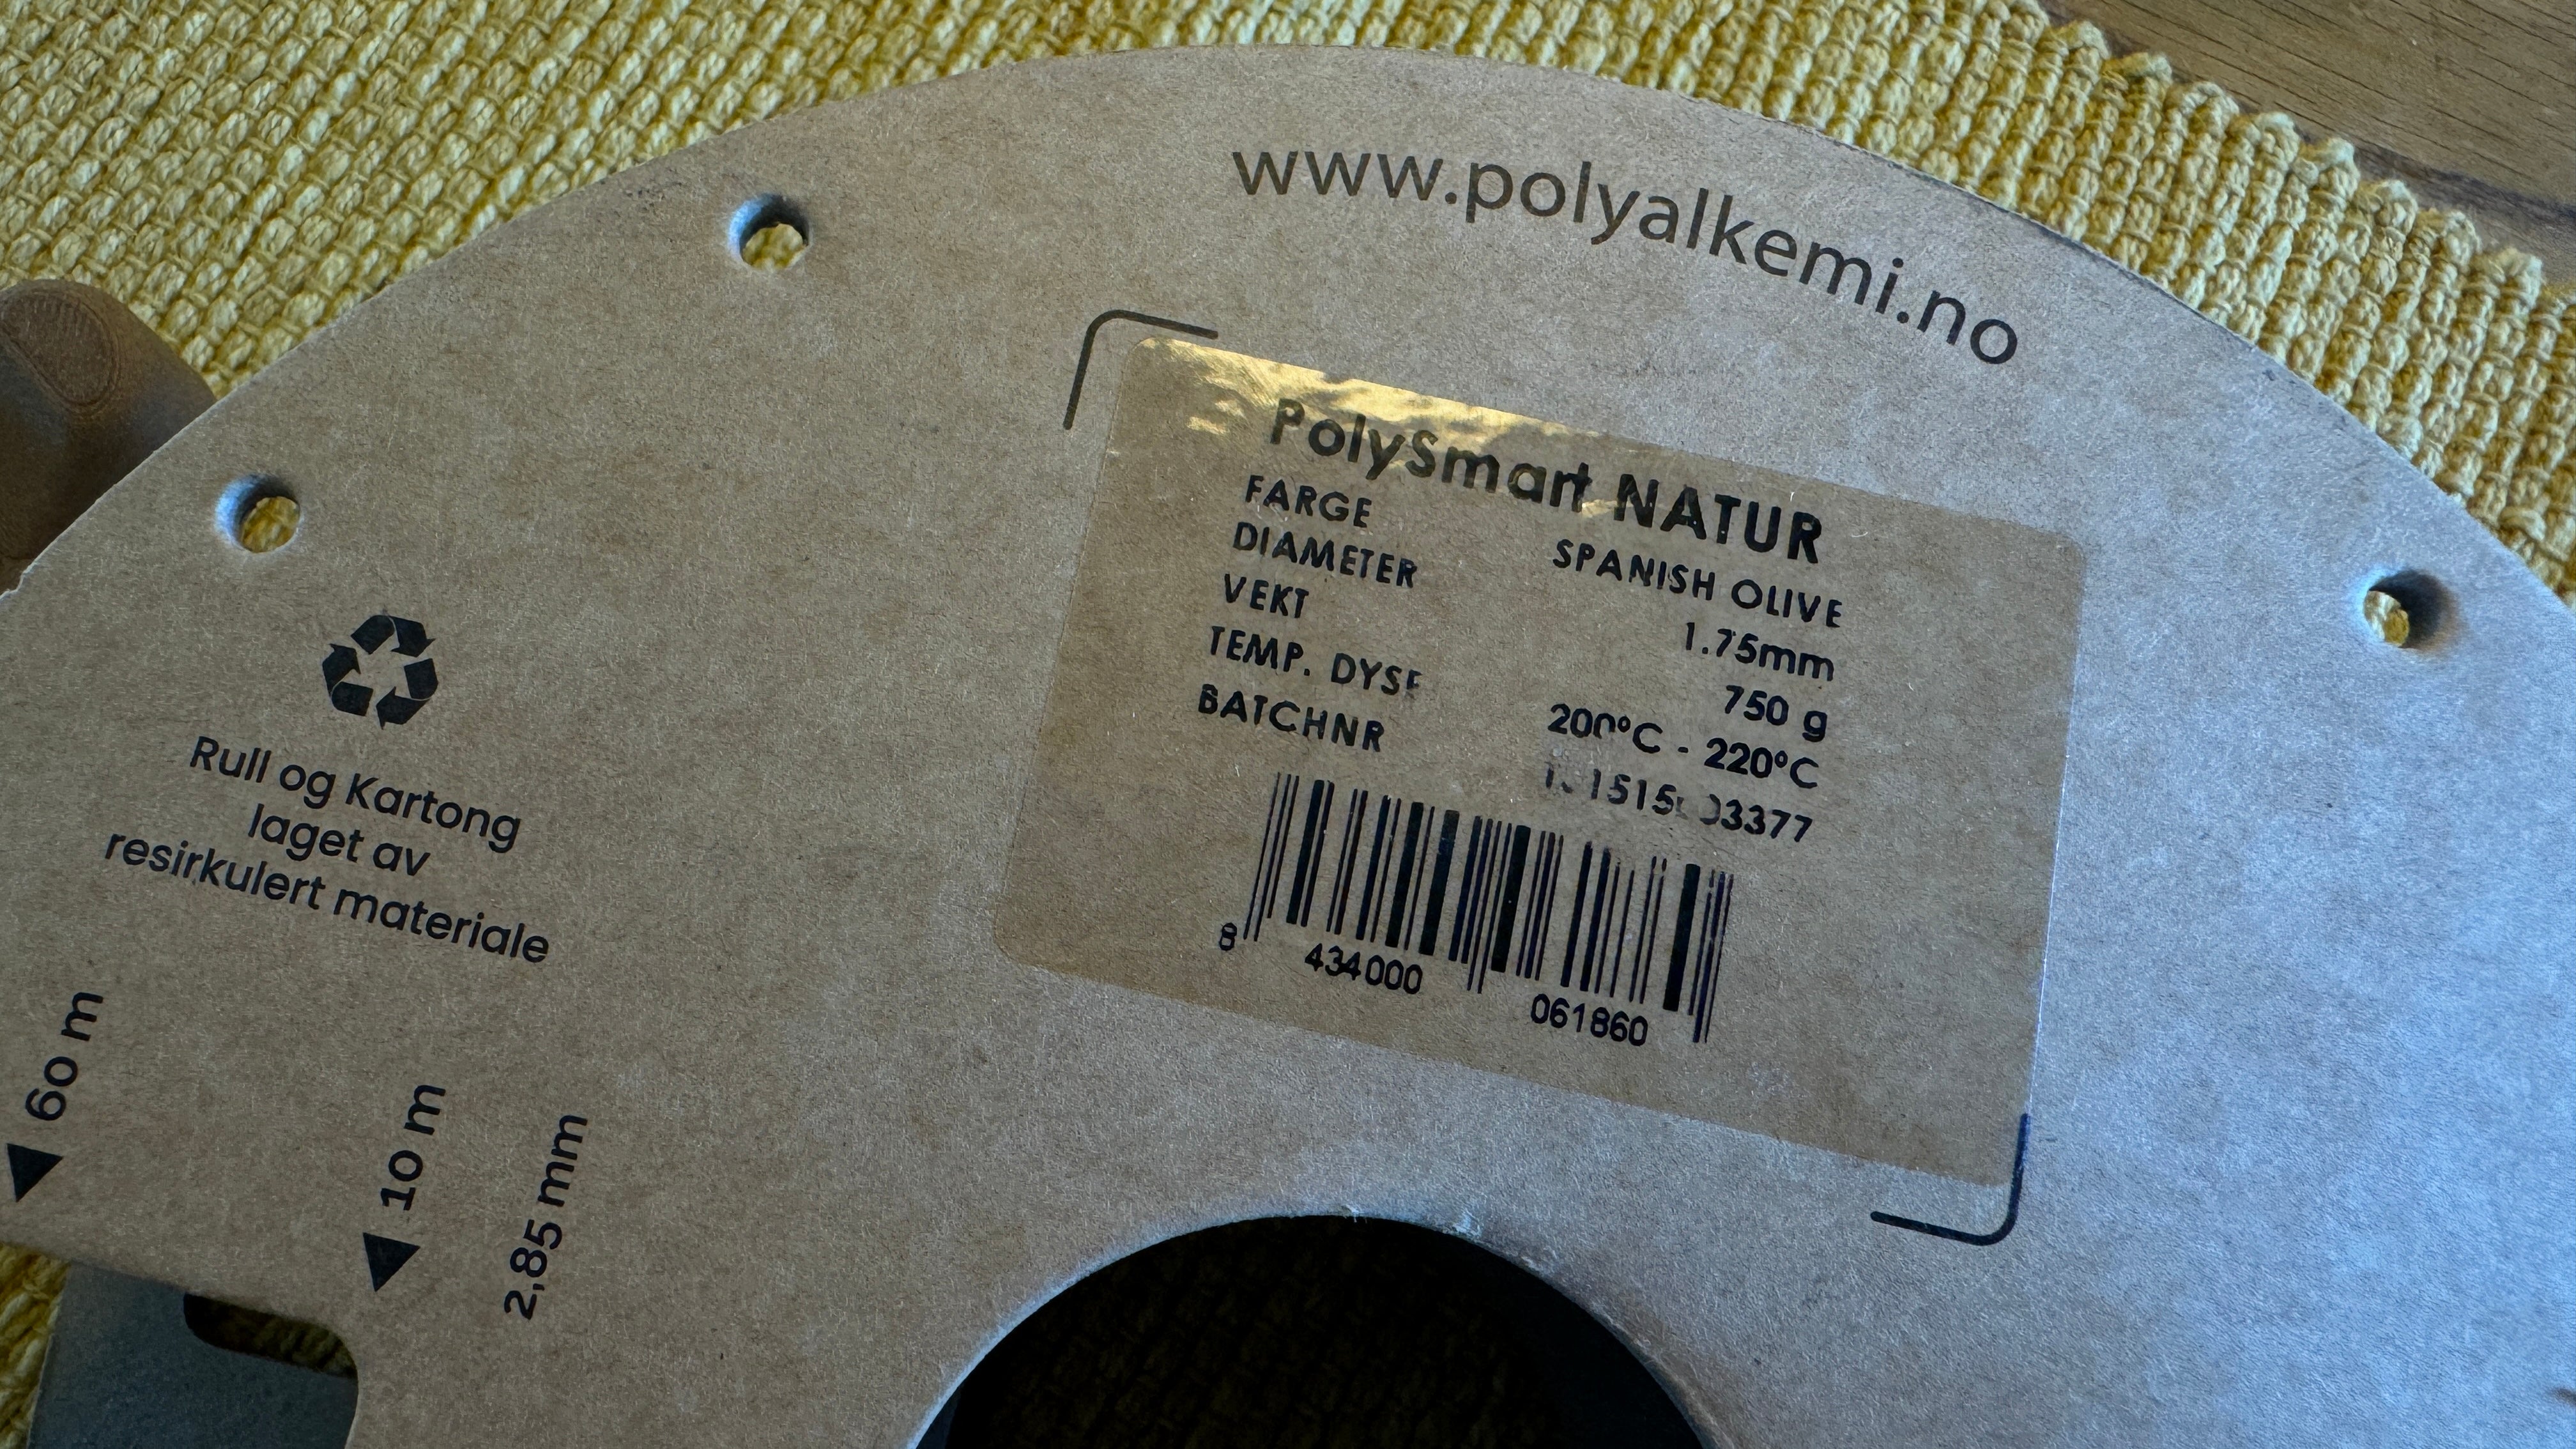 www.polyalkemi.no
PolySmart NATUR
FARGE SPANISH OLIVE
DIAMETER 1.75mm
VEKT 750 g
TEMP. DYSE 200°C - 220°C
BATCHNR
8 434000 061860
Rull og Kartong
laget av
resirkulert materiale
60 m
10 m
2,85 mm